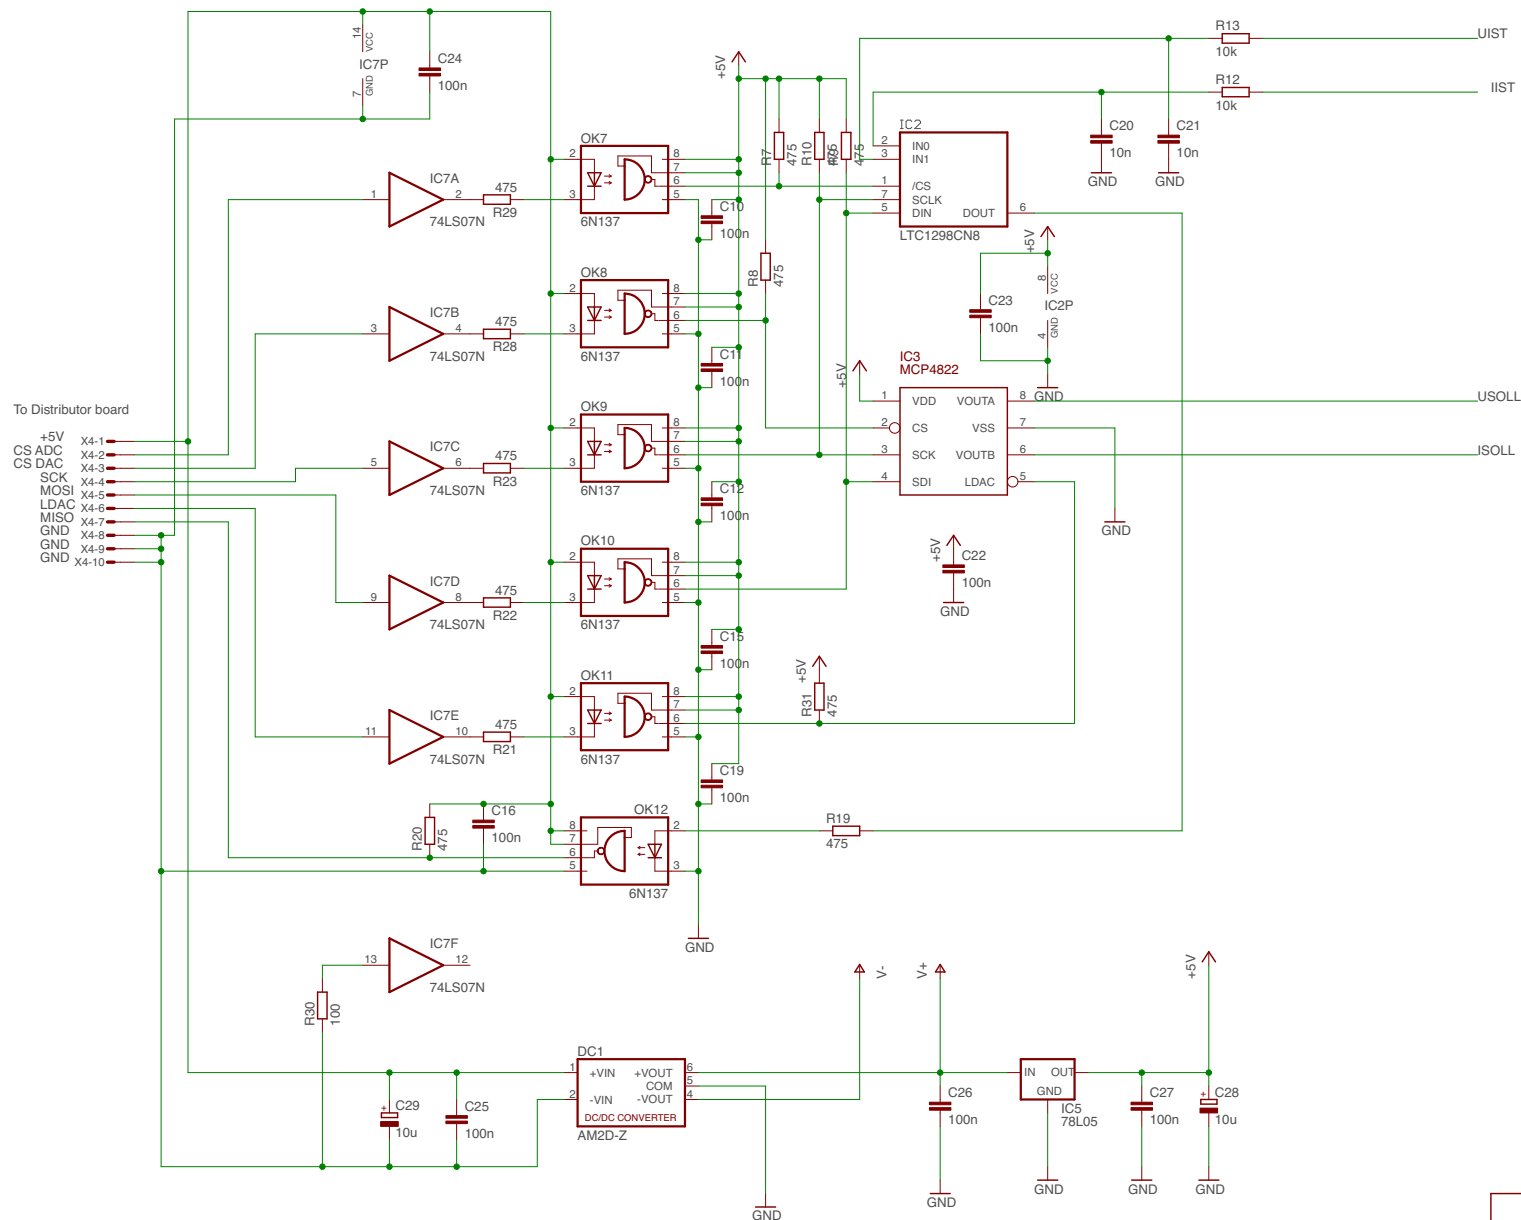 14
VCC
IC7P
7
GND
C24
100n
+5V
R13
10k
UIST
R12
10k
IIST
C20
10n
GND
C21
10n
GND
R7
475
R10
475
R9
475
IC2
2 IN0
3 IN1
1 /CS
7 SCLK
5 DIN
DOUT 6
LTC1298CN8
OK7
2
3
8
7
6
5
6N137
IC7A
1
2
74LS07N
475
R29
C10
100n
R8
475
+5V
8
VCC
IC2P
4
GND
C23
100n
GND
OK8
2
3
8
7
6
5
6N137
IC7B
3
4
74LS07N
475
R28
C11
100n
+5V
IC3
MCP4822
1 VDD
2 CS
3 SCK
4 SDI
VOUTA 8
VSS 7
VOUTB 6
LDAC 5
USOLL
ISOLL
GND
OK9
2
3
8
7
6
5
6N137
IC7C
5
6
74LS07N
475
R23
C12
100n
To Distributor board
+5V X4-1
CS ADC X4-2
CS DAC X4-3
SCK X4-4
MOSI X4-5
LDAC X4-6
MISO X4-7
GND X4-8
GND X4-9
GND X4-10
+5V
C22
100n
GND
OK10
2
3
8
7
6
5
6N137
IC7D
9
8
74LS07N
475
R22
C15
100n
+5V
R31
475
OK11
2
3
8
7
6
5
6N137
IC7E
11
10
74LS07N
475
R21
C19
100n
R20
475
C16
100n
OK12
8
7
6
5
2
3
6N137
R19
475
GND
IC7F
13
12
74LS07N
R30
100
V-
V+
+5V
DC1
1 +VIN
2 -VIN
+VOUT 6
COM 5
-VOUT 4
DC/DC CONVERTER
AM2D-Z
C29
+
10u
C25
100n
GND
C26
100n
GND
IN OUT
GND
IC5
78L05
GND
C27
100n
GND
C28
+
10u
GND